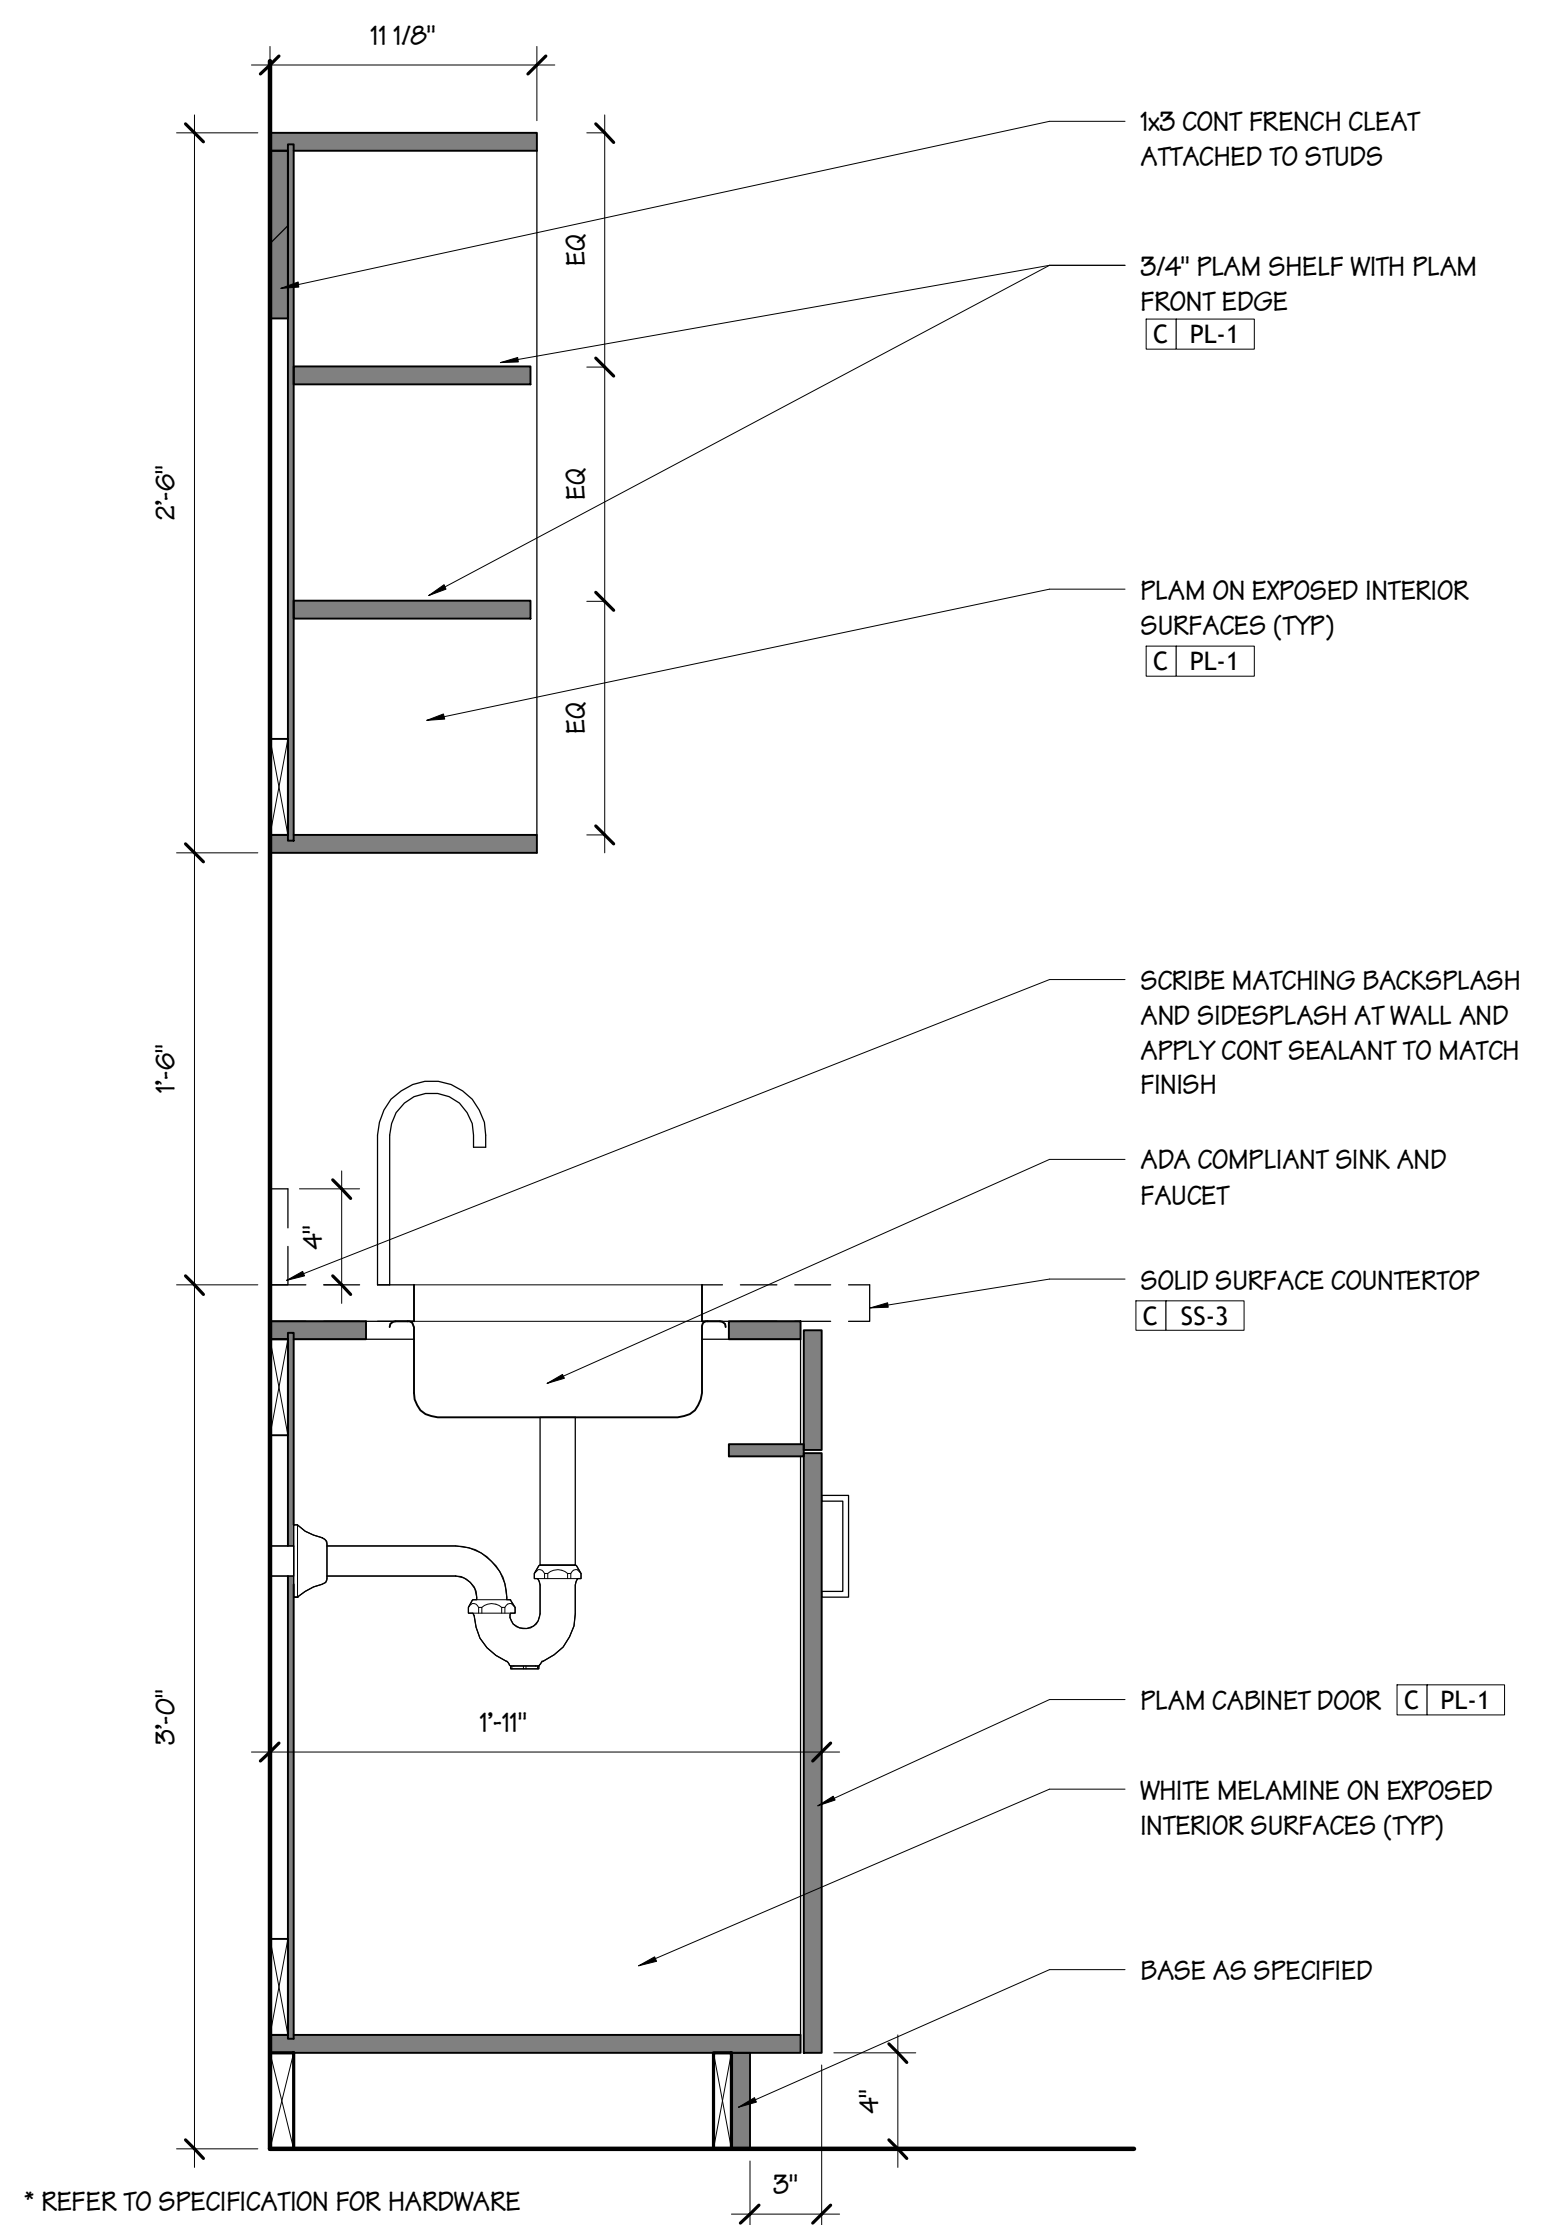 11 1/8"
1x3 CONT FRENCH CLEAT
ATTACHED TO STUDS
EQ
3/4" PLAM SHELF WITH PLAM
FRONT EDGE
C PL-1
2'-6"
EQ
PLAM ON EXPOSED INTERIOR
SURFACES (TYP)
C PL-1
EQ
SCRIBE MATCHING BACKSPLASH
AND SIDESPLASH AT WALL AND
APPLY CONT SEALANT TO MATCH
FINISH
1'-6"
ADA COMPLIANT SINK AND
FAUCET
4"
SOLID SURFACE COUNTERTOP
C SS-3
3'-0"
1'-11"
PLAM CABINET DOOR C PL-1
WHITE MELAMINE ON EXPOSED
INTERIOR SURFACES (TYP)
BASE AS SPECIFIED
4"
3"
* REFER TO SPECIFICATION FOR HARDWARE